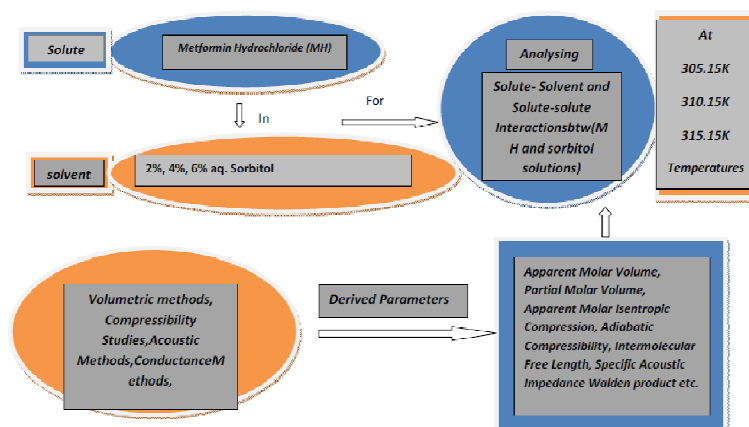 Solute
Metformin Hydrochloride (MH)
In
For
solvent
2%, 4%, 6% aq. Sorbitol
Analysing
Solute- Solvent and
Solute-solute
Interactionsbtw(M
H and sorbitol
solutions)
At
305.15K
310.15K
315.15K
Temperatures
Volumetric methods,
Compressibility
Studies,Acoustic
Methods,ConductanceM
ethods,
Derived Parameters
Apparent Molar Volume,
Partial Molar Volume,
Apparent Molar Isentropic
Compression, Adiabatic
Compressibility, Intermolecular
Free Length, Specific Acoustic
Impedance Walden product etc.